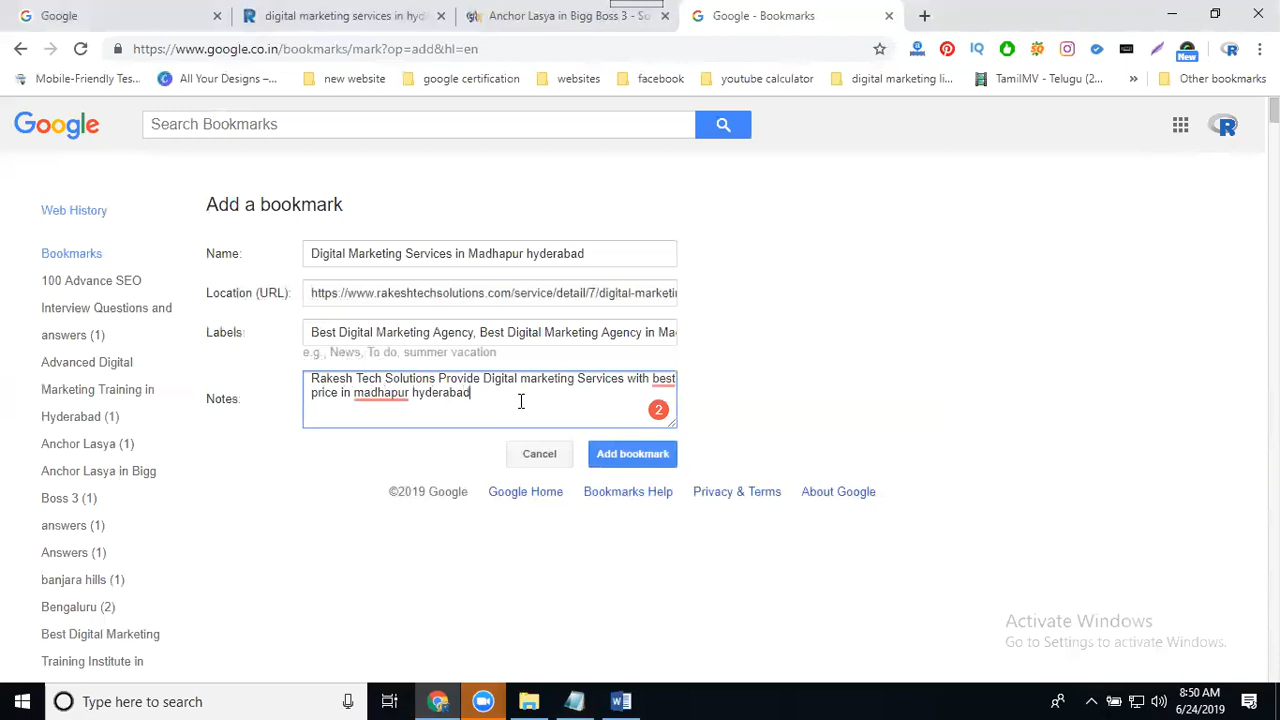 Google
digital marketing services in hyd
Anchor Lasya in Bigg Boss 3 - So
Google - Bookmarks
https://www.google.co.in/bookmarks/mark?op=add&hl=en
New
Mobile-Friendly Tes...
All Your Designs –...
new website
google certification
websites
facebook
youtube calculator
digital marketing li...
TamilMV - Telugu (2...
Other bookmarks
Google
Search Bookmarks
Web History
Bookmarks
100 Advance SEO
Interview Questions and
answers (1)
Advanced Digital
Marketing Training in
Hyderabad (1)
Anchor Lasya (1)
Anchor Lasya in Bigg
Boss 3 (1)
answers (1)
Answers (1)
banjara hills (1)
Bengaluru (2)
Best Digital Marketing
Training Institute in
Add a bookmark
Name: Digital Marketing Services in Madhapur hyderabad
Location (URL): https://www.rakeshtechsolutions.com/service/detail/7/digital-marketin
Labels: Best Digital Marketing Agency, Best Digital Marketing Agency in Ma
e.g., News, To do, summer vacation
Notes: Rakesh Tech Solutions Provide Digital marketing Services with best
price in madhapur hyderabad
2
Cancel
Add bookmark
©2019 Google Google Home Bookmarks Help Privacy & Terms About Google
Activate Windows
Go to Settings to activate Windows.
Type here to search
8:50 AM
6/24/2019